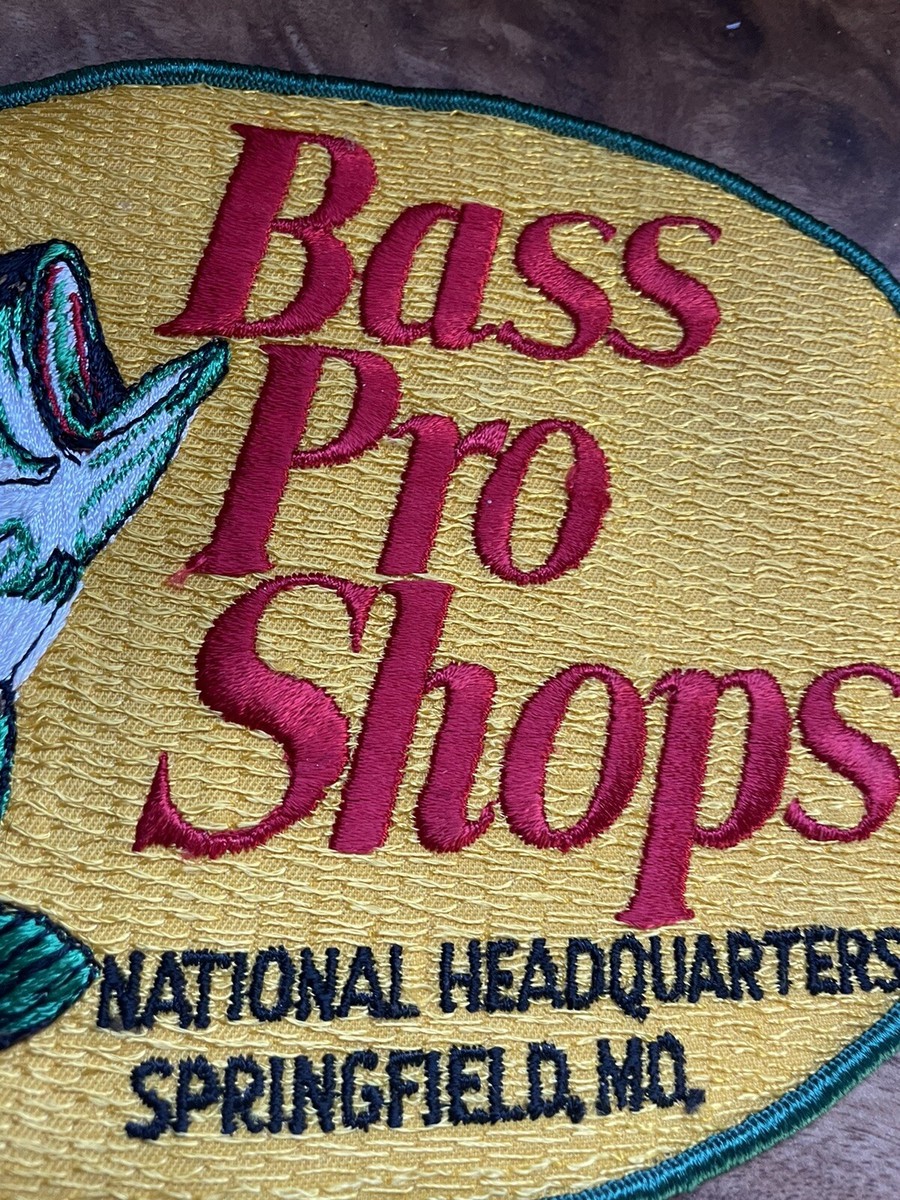 Bass
Pro
Shops
NATIONAL HEADQUARTERS
SPRINGFIELD, MO.